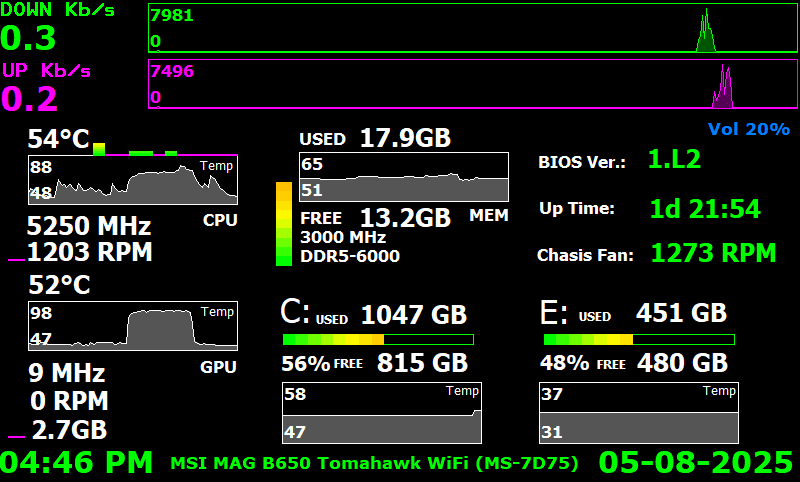 DOWN Kb/s
0.3
7981
0
UP Kb/s
0.2
7496
0
Vol 20%
54°C
88
Temp
48
CPU
5250 MHz
1203 RPM
USED 17.9GB
65
51
FREE 13.2GB MEM
3000 MHz
DDR5-6000
BIOS Ver.: 1.L2
Up Time: 1d 21:54
Chasis Fan: 1273 RPM
52°C
98
Temp
47
GPU
9 MHz
0 RPM
2.7GB
C: USED 1047 GB
56% FREE 815 GB
58
Temp
47
E: USED 451 GB
48% FREE 480 GB
37
Temp
31
04:46 PM MSI MAG B650 Tomahawk WiFi (MS-7D75) 05-08-2025